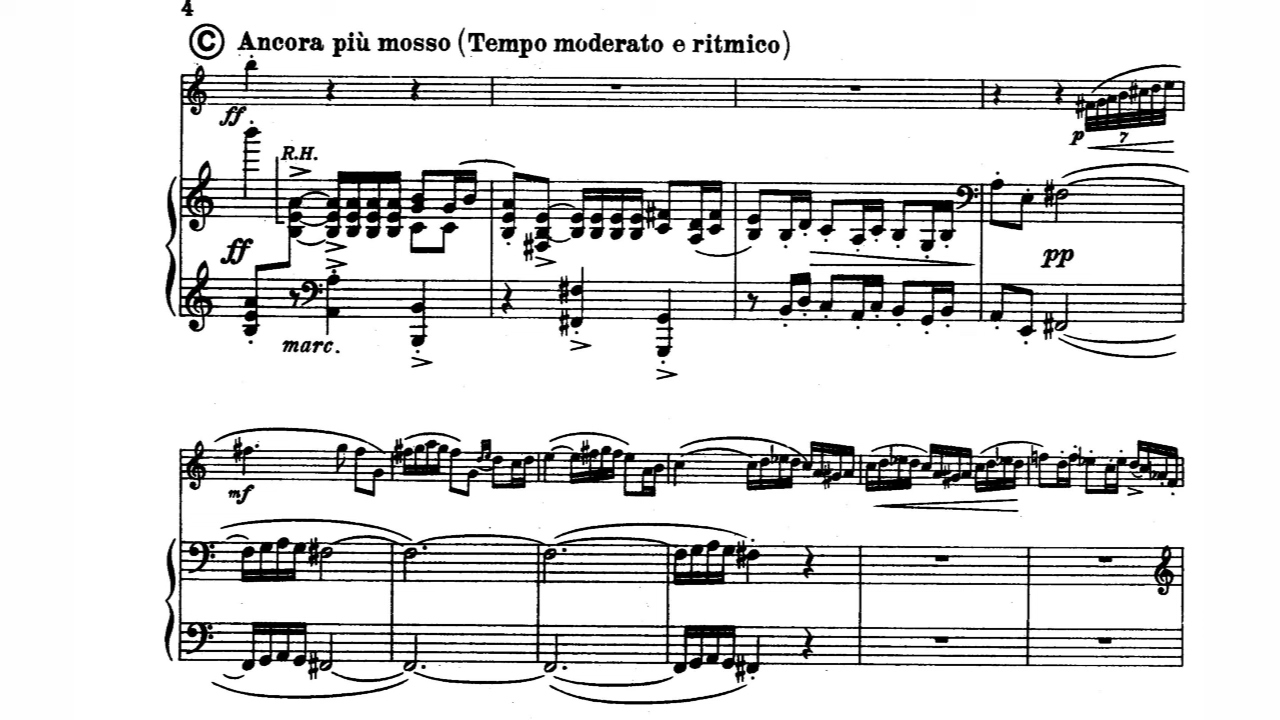 4
C Ancora più mosso (Tempo moderato e ritmico)
ff
p
7
R.H.
ff
pp
marc.
mf